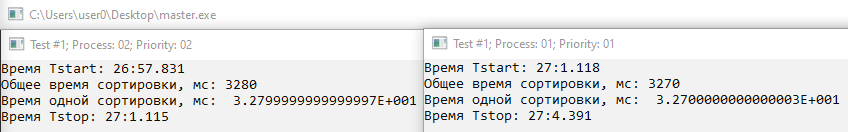 C:\Users\user0\Desktop\master.exe
Test #1; Process: 02; Priority: 02
Время Tstart: 26:57.831
Общее время сортировки, мс: 3280
Время одной сортировки, мс:  3.2799999999999997E+001
Время Tstop: 27:1.115
Test #1; Process: 01; Priority: 01
Время Tstart: 27:1.118
Общее время сортировки, мс: 3270
Время одной сортировки, мс:  3.2700000000000003E+001
Время Tstop: 27:4.391